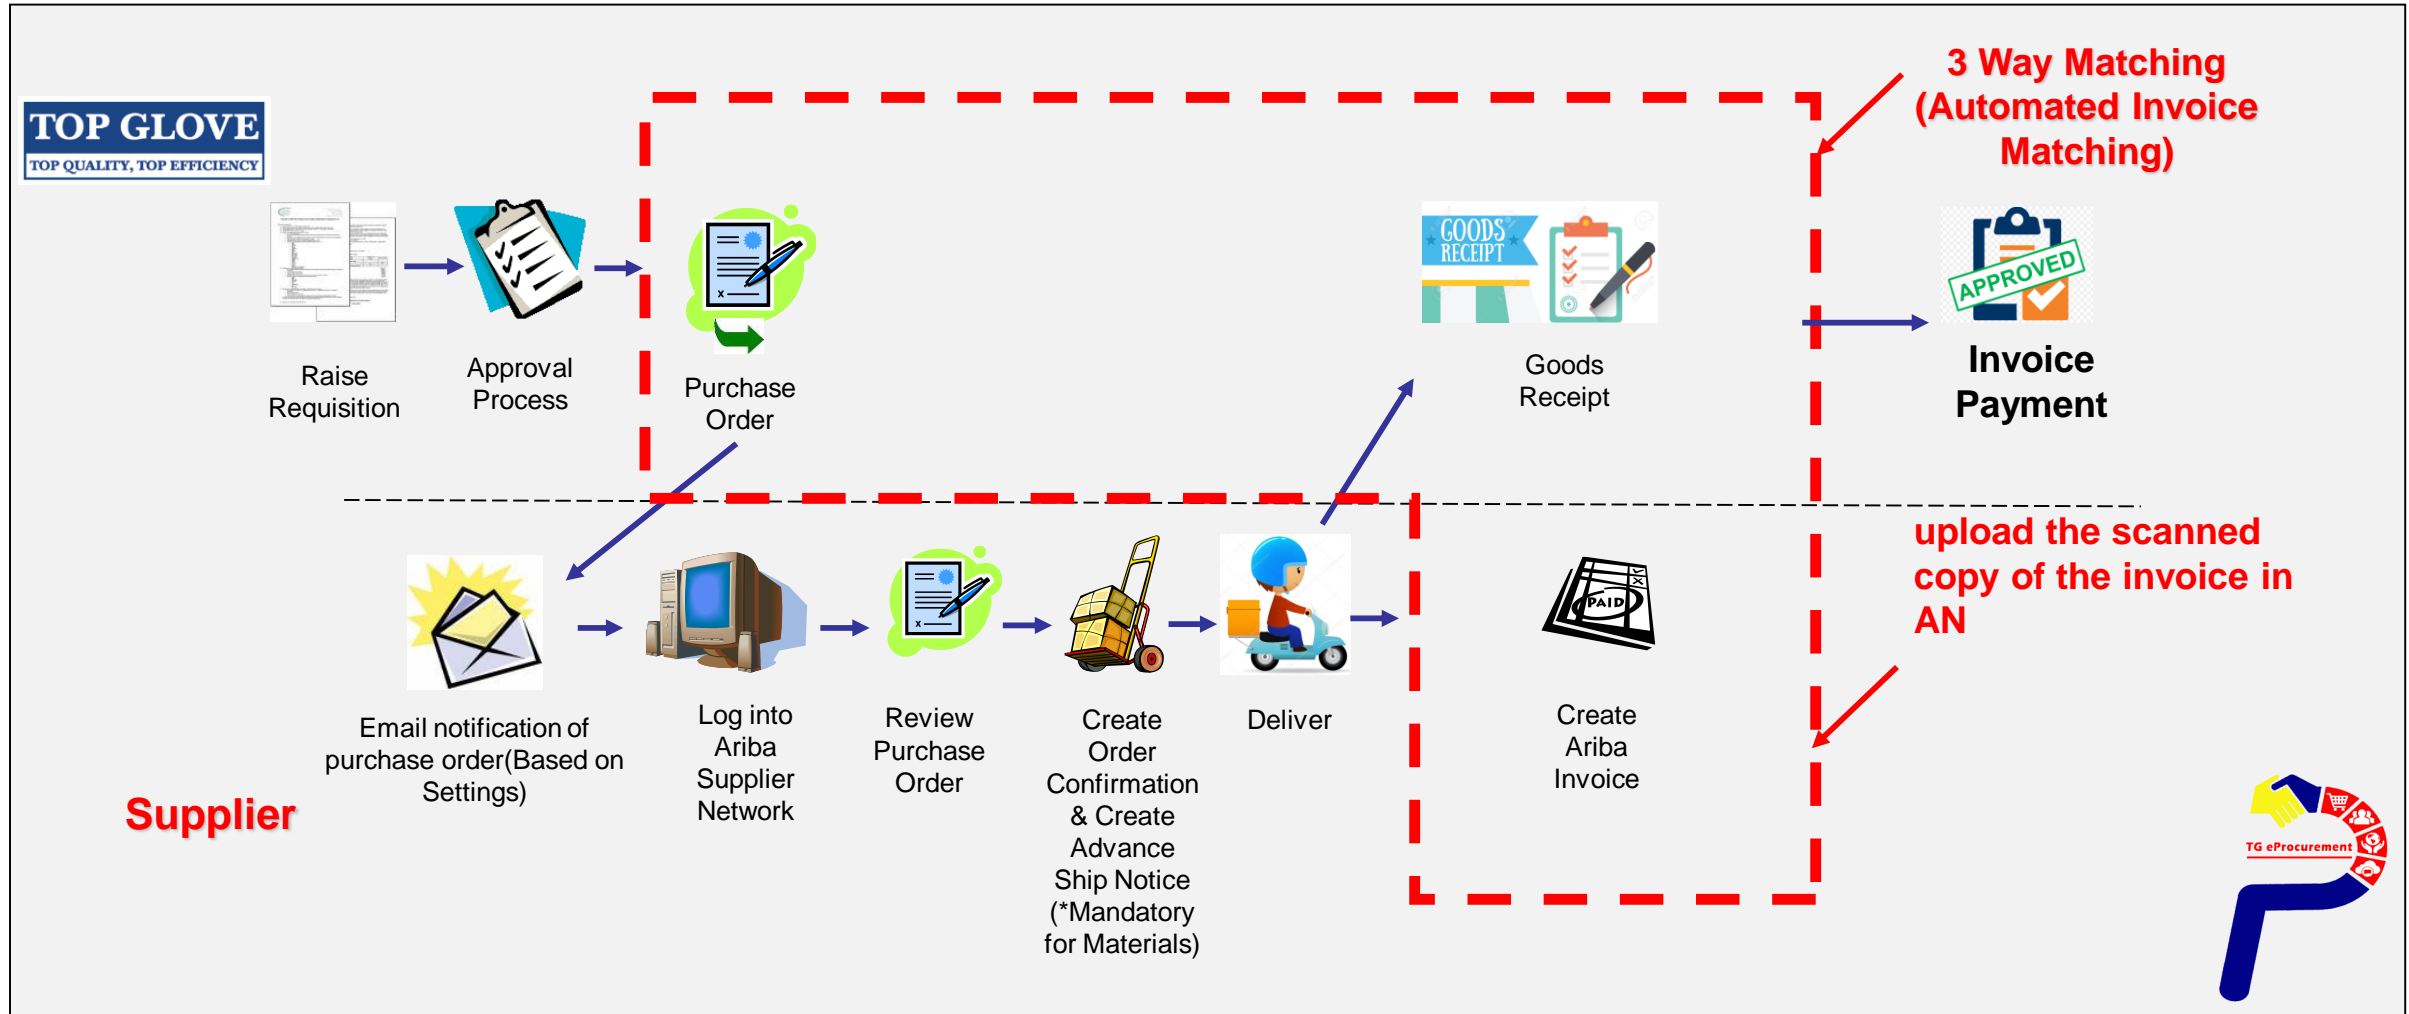 3 Way Matching
(Automated Invoice
Matching)
TOP GLOVE
TOP QUALITY, TOP EFFICIENCY
GOODS
RECEIPT
APPROVED
Raise
Requisition
Approval
Process
Purchase
Order
Goods
Receipt
Invoice
Payment
upload the scanned
copy of the invoice in
AN
PAID
Email notification of
purchase order(Based on
Settings)
Log into
Ariba
Supplier
Network
Review
Purchase
Order
Create
Order
Confirmation
& Create
Advance
Ship Notice
(*Mandatory
for Materials)
Deliver
Create
Ariba
Invoice
Supplier
TG eProcurement